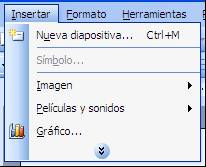 Insertar Formato Herramientas
Nueva diapositiva... Ctrl+M
Símbolo...
Imagen
Películas y sonidos
Gráfico...